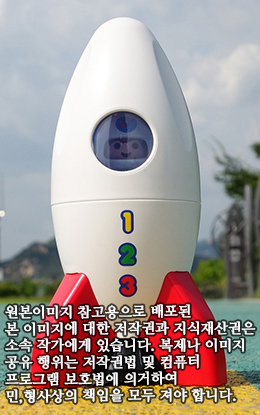 1
2
3
원본이미지 참고용으로 배포된
본 이미지에 대한 저작권과 지식재산권은
소속 작가에게 있습니다. 복제나 이미지
공유 행위는 저작권법 및 컴퓨터
프로그램 보호법에 의거하여
민,형사상의 책임을 모두 져야 합니다.